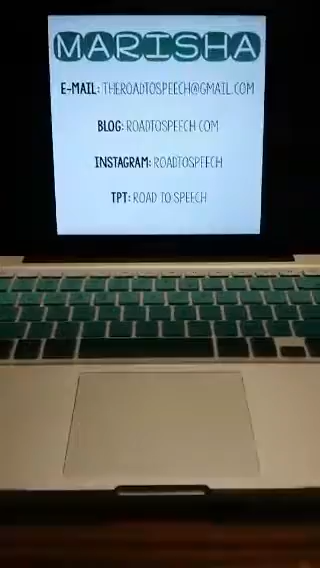 MARISHA
E-MAIL: THEROADTOSPEECH@GMAIL.COM
BLOG: ROADTOSPEECH.COM
INSTAGRAM: ROADTOSPEECH
TPT: ROAD TO SPEECH